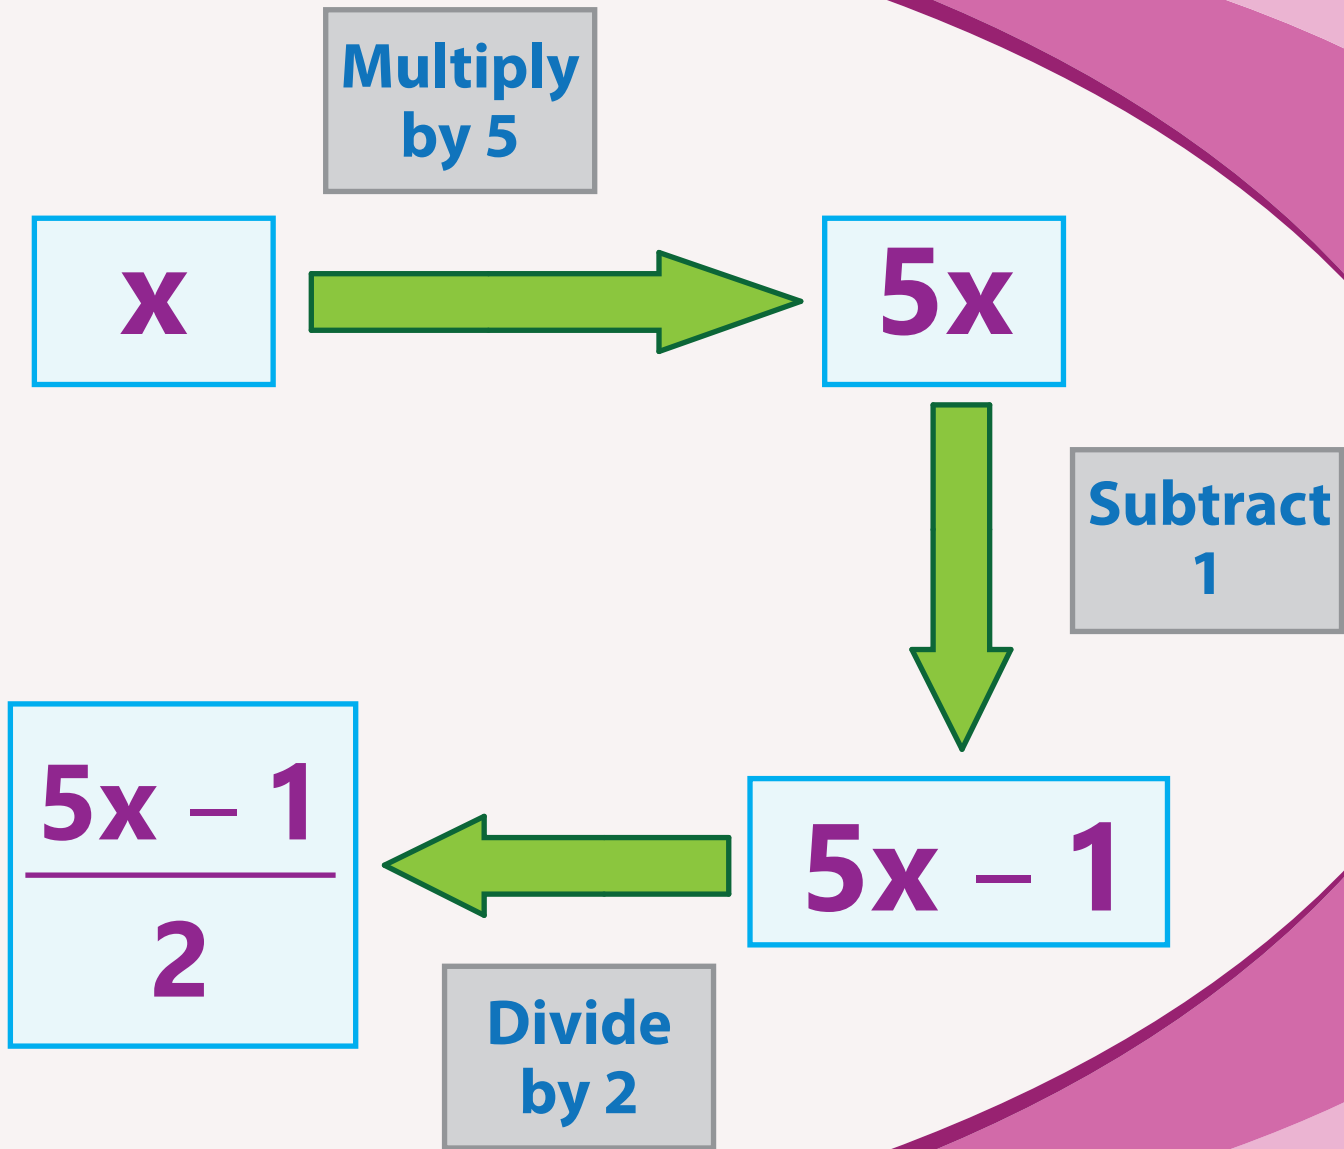 Multiply
by 5
x
5x
Subtract
1
5x – 1
Divide
by 2
5x – 1
2